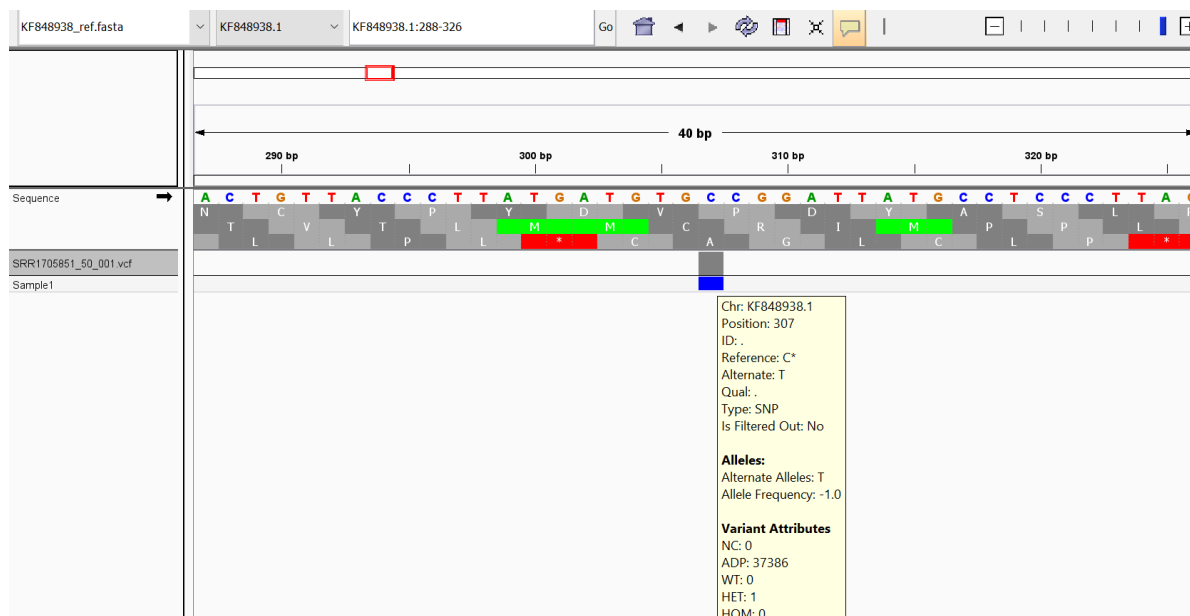 KF848938_ref.fasta KF848938.1 KF848938.1:288-326 Go
40 bp
290 bp 300 bp 310 bp 320 bp
Sequence A C T G T T A C C C T T A T G A T G T G C C G G A T T A T G C C T C C C T T A G
N C Y P Y D V P D Y A S L
T V T L M M C R I M P P L
L L P L * C A G L C L P *
SRR1705851_50_001.vcf
Sample1
Chr: KF848938.1
Position: 307
ID: .
Reference: C*
Alternate: T
Qual: .
Type: SNP
Is Filtered Out: No
Alleles:
Alternate Alleles: T
Allele Frequency: -1.0
Variant Attributes
NC: 0
ADP: 37386
WT: 0
HET: 1
HOM: 0